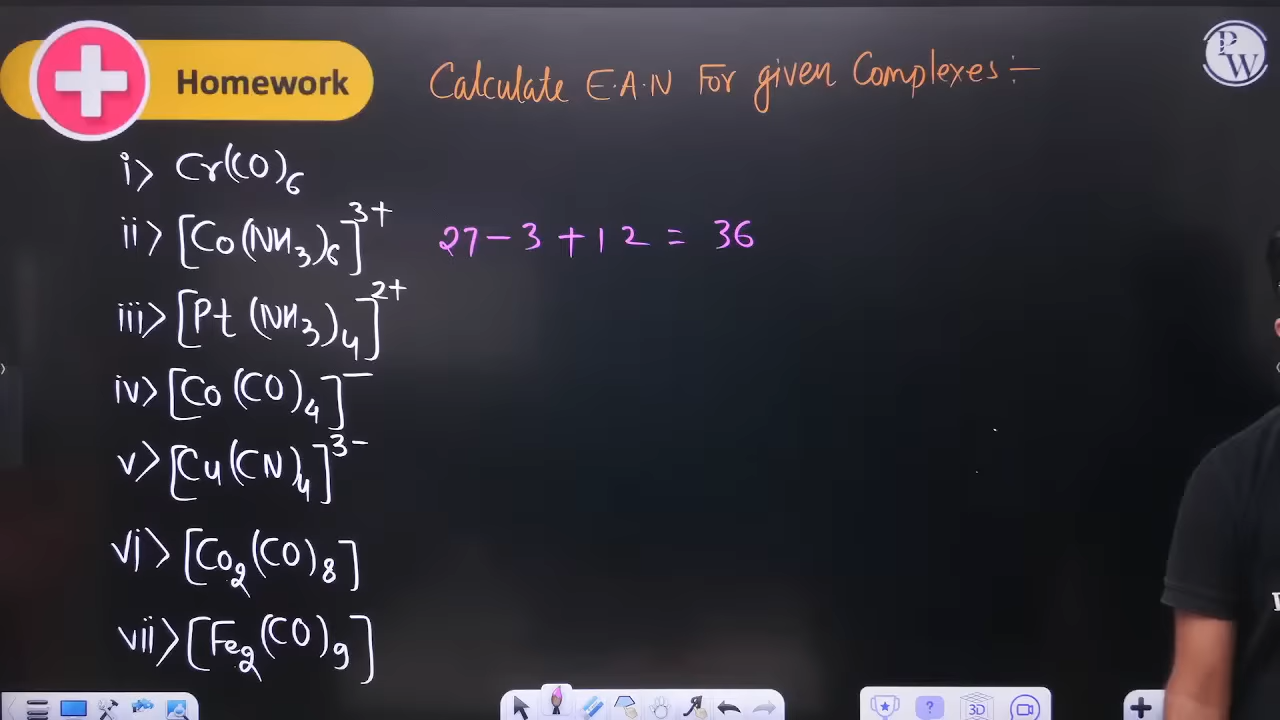 Homework
Calculate E.A.N For given Complexes :-
PW
i> Cr(CO)6
ii> [Co(NH3)6]3+ 27-3+12 = 36
iii> [Pt(NH3)4]2+
iv> [Co(CO)4]-
v> [Cu(CN)4]3-
vi> [Co2(CO)8]
vii> [Fe2(CO)9]
3D